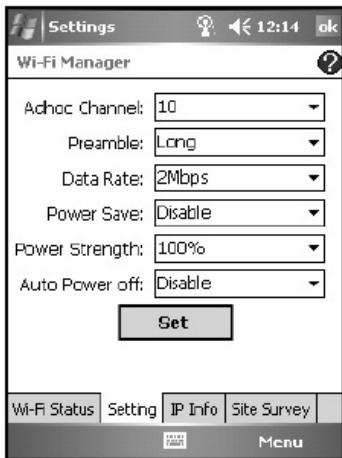 Settings 12:14 ok
Wi-Fi Manager
Adhoc Channel: 10
Preamble: Long
Data Rate: 2Mbps
Power Save: Disable
Power Strength: 100%
Auto Power off: Disable
Set
Wi-Fi Status Setting IP Info Site Survey
Menu